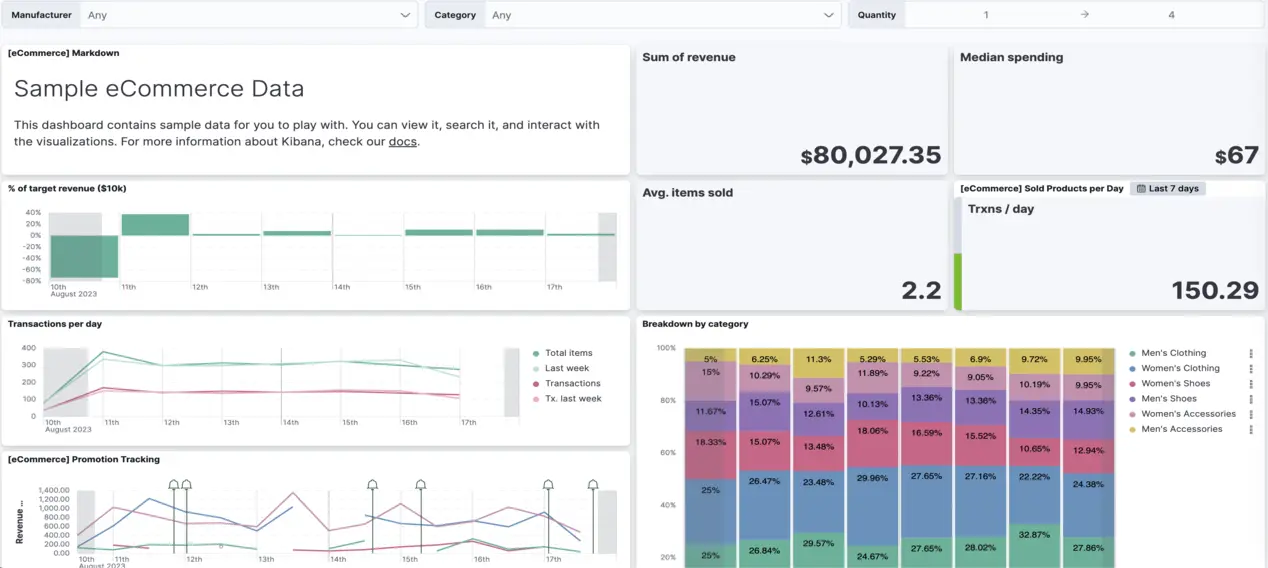 Manufacturer Any
Category Any
Quantity 1 → 4
[eCommerce] Markdown
Sample eCommerce Data
This dashboard contains sample data for you to play with. You can view it, search it, and interact with
the visualizations. For more information about Kibana, check our docs.
Sum of revenue
$80,027.35
Median spending
$67
% of target revenue ($10k)
40%
20%
0%
-20%
-40%
-60%
-80%
10th 11th 12th 13th 14th 15th 16th 17th
August 2023
Avg. items sold
2.2
[eCommerce] Sold Products per Day Last 7 days
Trxns / day
150.29
Transactions per day
400
300
200
100
0
10th 11th 12th 13th 14th 15th 16th 17th
August 2023
Total items
Last week
Transactions
Tx. last week
[eCommerce] Promotion Tracking
Revenue ...
1,400.00
1,200.00
1,000.00
800.00
600.00
400.00
200.00
0.00
10th 11th 12th 13th 14th 15th 16th 17th
August 2023
Breakdown by category
100%
80%
60%
40%
20%
5% 6.25% 11.3% 5.29% 5.53% 6.9% 9.72% 9.95%
15% 10.29% 9.57% 11.89% 9.22% 9.05% 10.19% 9.95%
11.67% 15.07% 12.61% 10.13% 13.36% 13.36% 14.35% 14.93%
18.33% 15.07% 13.48% 18.06% 16.59% 15.52% 10.65% 12.94%
25% 26.47% 23.48% 29.96% 27.65% 27.16% 22.22% 24.38%
25% 26.84% 29.57% 24.67% 27.65% 28.02% 32.87% 27.86%
Men's Clothing
Women's Clothing
Women's Shoes
Men's Shoes
Women's Accessories
Men's Accessories